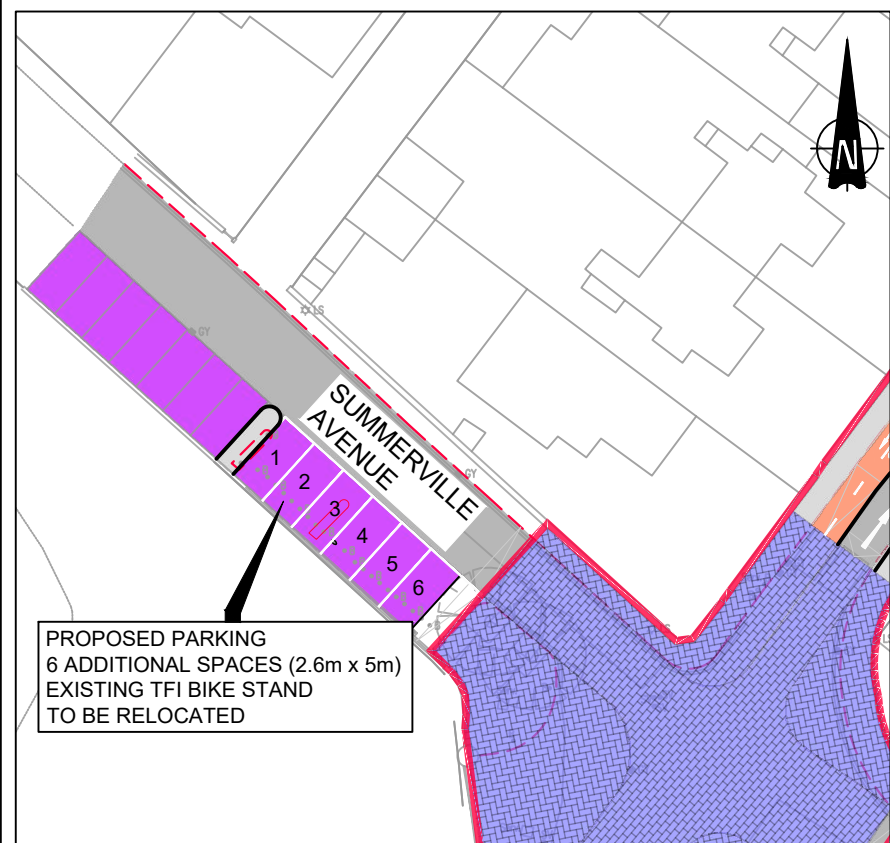 N
LS
GY
SUMMERVILLE
AVENUE
GY
1
2
3
4
5
6
PROPOSED PARKING
6 ADDITIONAL SPACES (2.6m x 5m)
EXISTING TFI BIKE STAND
TO BE RELOCATED